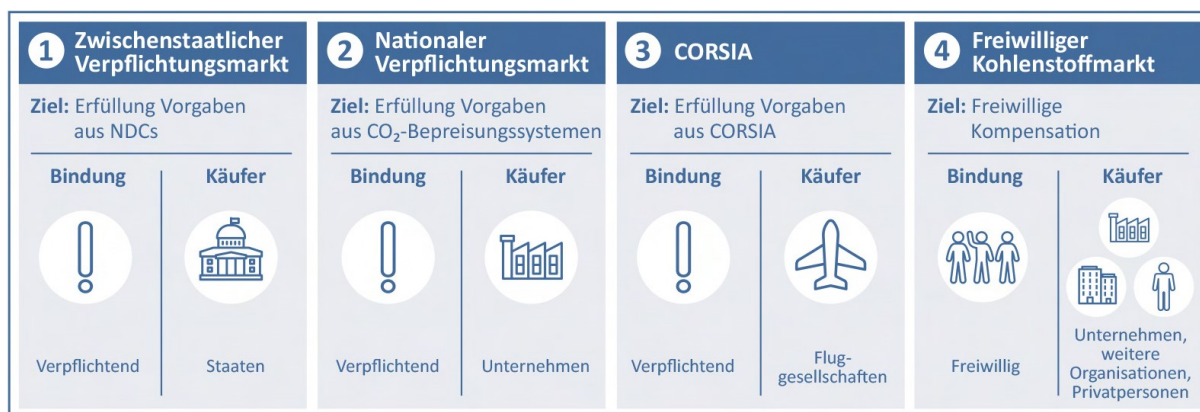 1 Zwischenstaatlicher
Verpflichtungsmarkt
Ziel: Erfüllung Vorgaben
aus NDCs
Bindung
Käufer
Verpflichtend
Staaten
2 Nationaler
Verpflichtungsmarkt
Ziel: Erfüllung Vorgaben
aus CO₂-Bepreisungssystemen
Bindung
Käufer
Verpflichtend
Unternehmen
3 CORSIA
Ziel: Erfüllung Vorgaben
aus CORSIA
Bindung
Käufer
Verpflichtend
Flug-
gesellschaften
4 Freiwilliger
Kohlenstoffmarkt
Ziel: Freiwillige
Kompensation
Bindung
Käufer
Freiwillig
Unternehmen,
weitere
Organisationen,
Privatpersonen